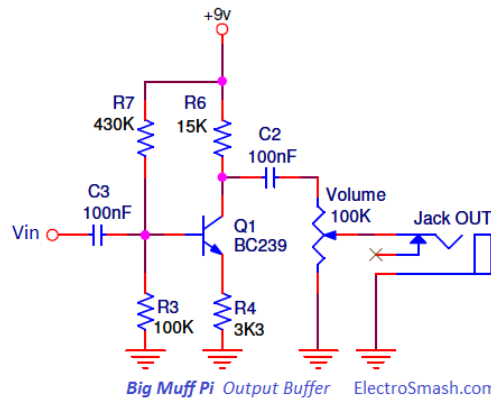 +9v
R7
430K
R6
15K
C2
100nF
C3
100nF
Volume
100K
Jack OUT
Vin
Q1
BC239
R3
100K
R4
3K3
Big Muff Pi Output Buffer ElectroSmash.com